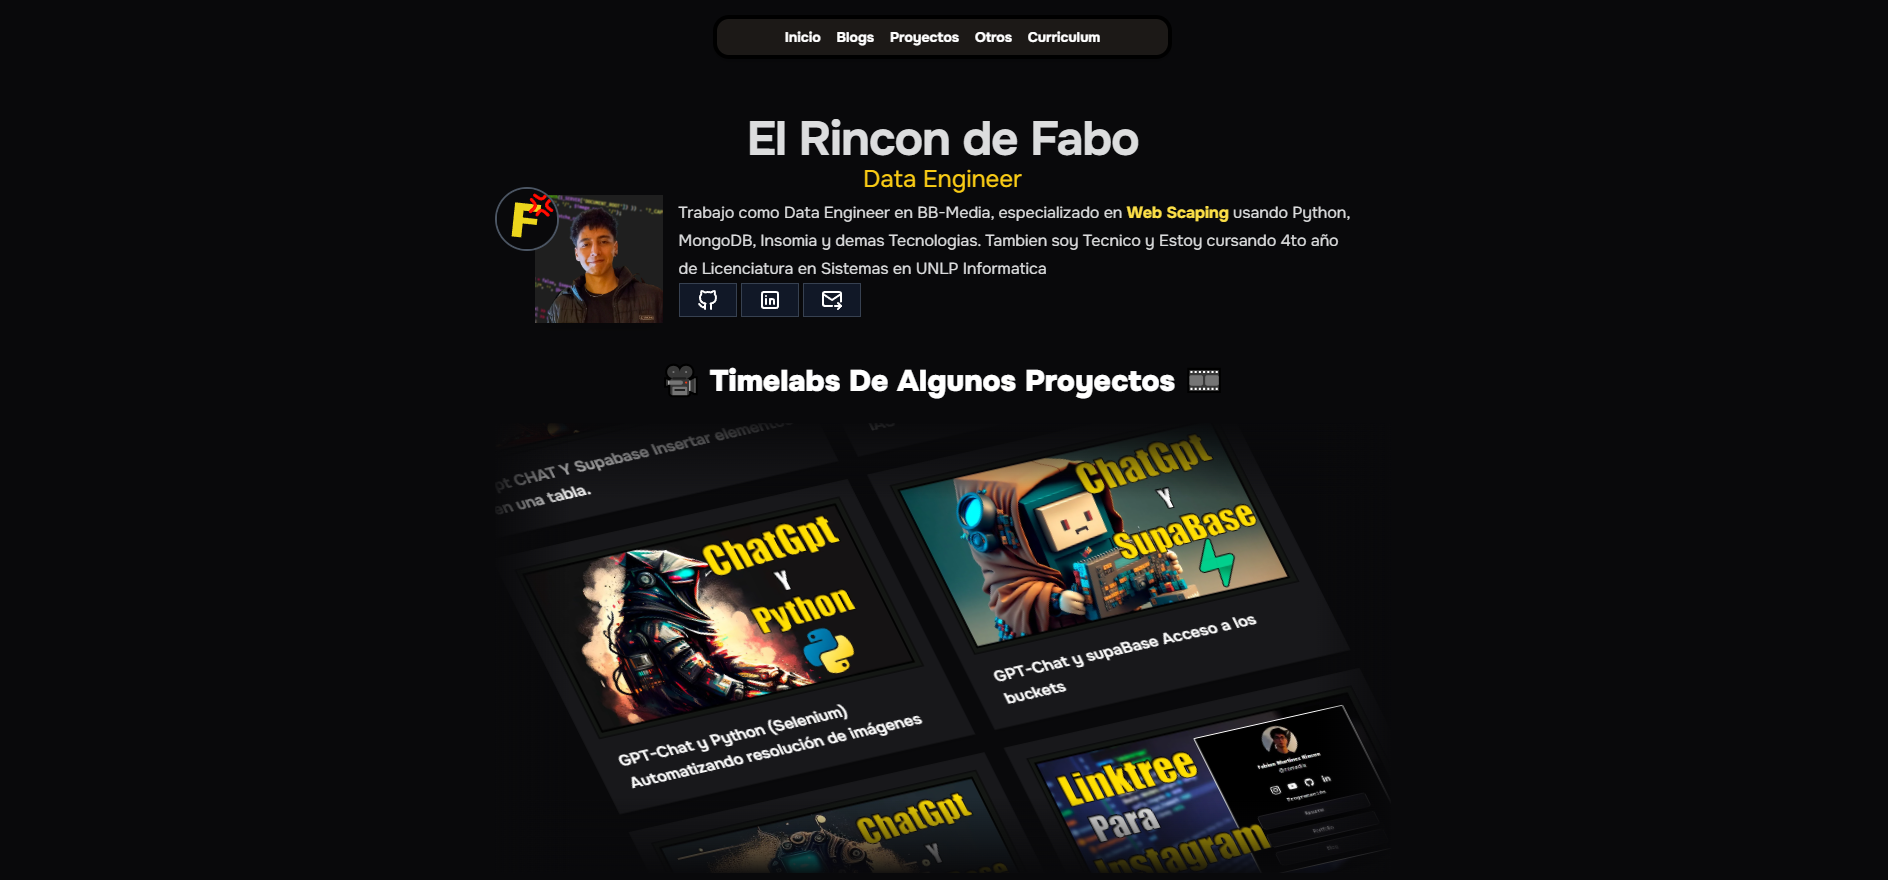 Inicio Blogs Proyectos Otros Curriculum
El Rincon de Fabo
Data Engineer
F
Trabajo como Data Engineer en BB-Media, especializado en Web Scaping usando Python,
MongoDB, Insomia y demas Tecnologias. Tambien soy Tecnico y Estoy cursando 4to año
de Licenciatura en Sistemas en UNLP Informatica
Timelabs De Algunos Proyectos
pt CHAT Y Supabase Insertar elementos
en una tabla.
ChatGpt
Y
SupaBase
GPT-Chat y supaBase Acceso a los
buckets
ChatGpt
Y
Python
GPT-Chat y Python (Selenium)
Automatizando resolución de imágenes
ChatGpt
Y
Linktree
Para
Instagram
Blog